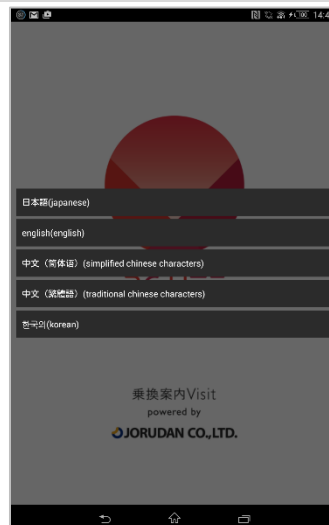 14:4
日本語(japanese)
english(english)
中文（简体语）(simplified chinese characters)
中文（繁體語）(traditional chinese characters)
한국의(korean)
乗換案内Visit
powered by
JORUDAN CO.,LTD.